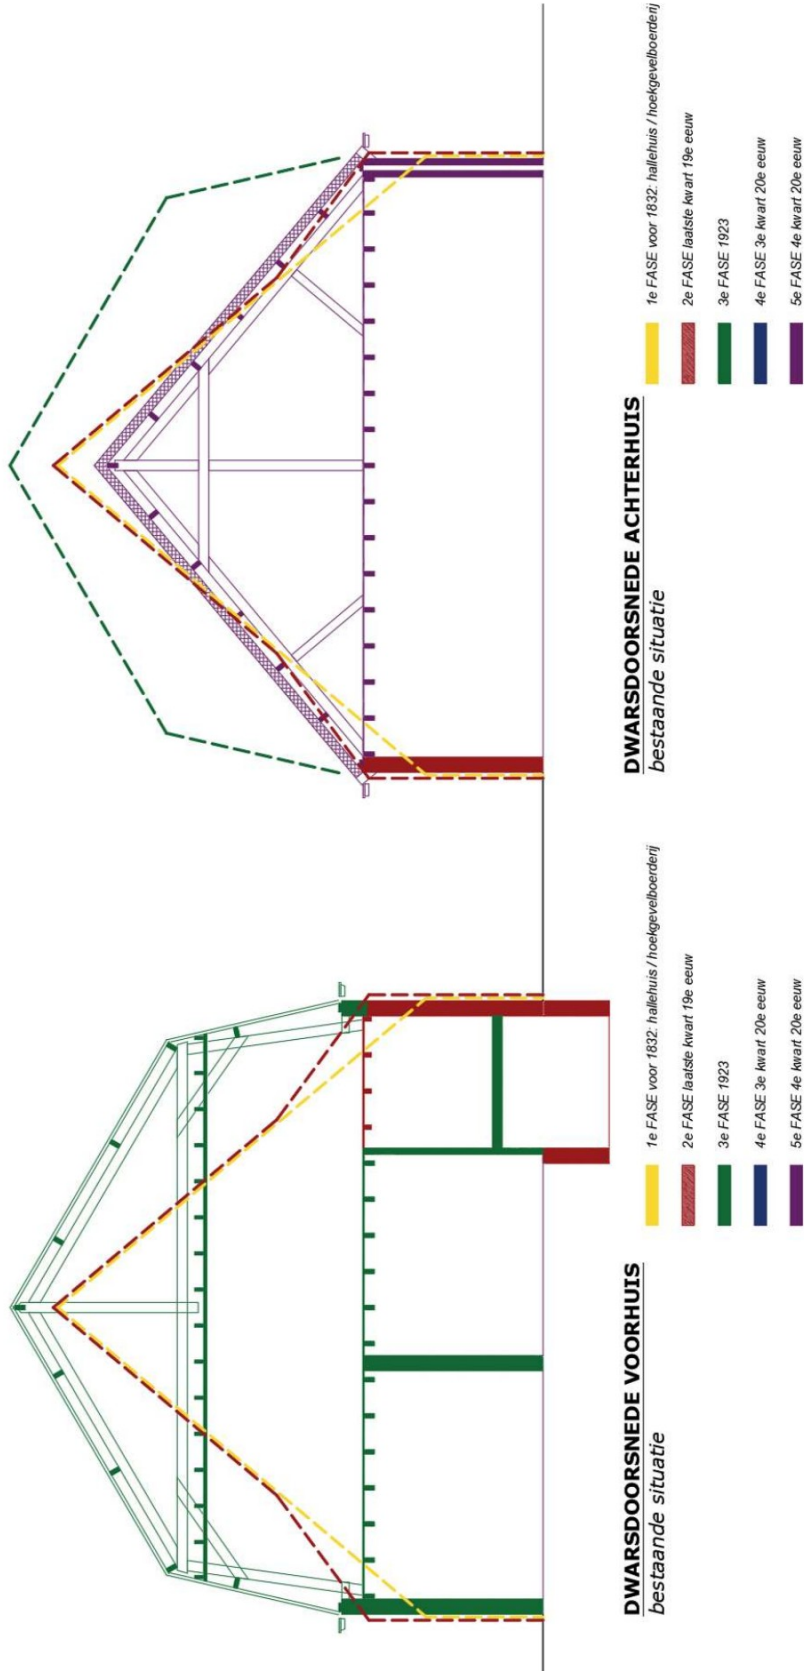 DWARSDOORSNEDE VOORHUIS
bestaande situatie
1e FASE voor 1832: hallehuis / hoekgevelboerderij
2e FASE laatste kwart 19e eeuw
3e FASE 1923
4e FASE 3e kwart 20e eeuw
5e FASE 4e kwart 20e eeuw
DWARSDOORSNEDE ACHTERHUIS
bestaande situatie
1e FASE voor 1832: hallehuis / hoekgevelboerderij
2e FASE laatste kwart 19e eeuw
3e FASE 1923
4e FASE 3e kwart 20e eeuw
5e FASE 4e kwart 20e eeuw